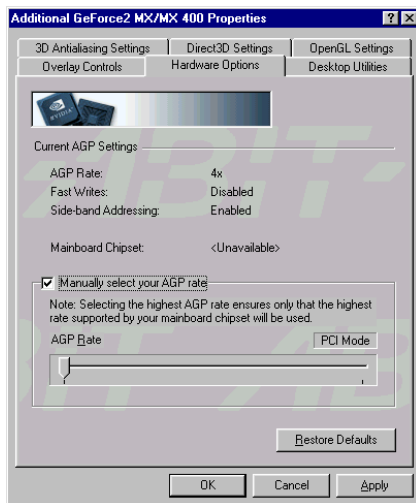 Additional GeForce2 MX/MX 400 Properties
3D Antialiasing Settings Direct3D Settings OpenGL Settings
Overlay Controls Hardware Options Desktop Utilities
NVIDIA
Current AGP Settings
AGP Rate: 4x
Fast Writes: Disabled
Side-band Addressing: Enabled
Mainboard Chipset: <Unavailable>
Manually select your AGP rate
Note: Selecting the highest AGP rate ensures only that the highest
rate supported by your mainboard chipset will be used.
AGP Rate PCI Mode
Restore Defaults
OK Cancel Apply
ABIT